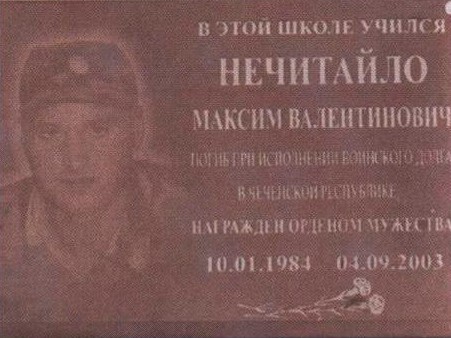 В ЭТОЙ ШКОЛЕ УЧИЛСЯ
НЕЧИТАЙЛО
МАКСИМ ВАЛЕНТИНОВИЧ
ПОГИБ ПРИ ИСПОЛНЕНИИ ВОИНСКОГО ДОЛГА
В ЧЕЧЕНСКОЙ РЕСПУБЛИКЕ
НАГРАЖДЕН ОРДЕНОМ МУЖЕСТВА
10.01.1984 04.09.2003